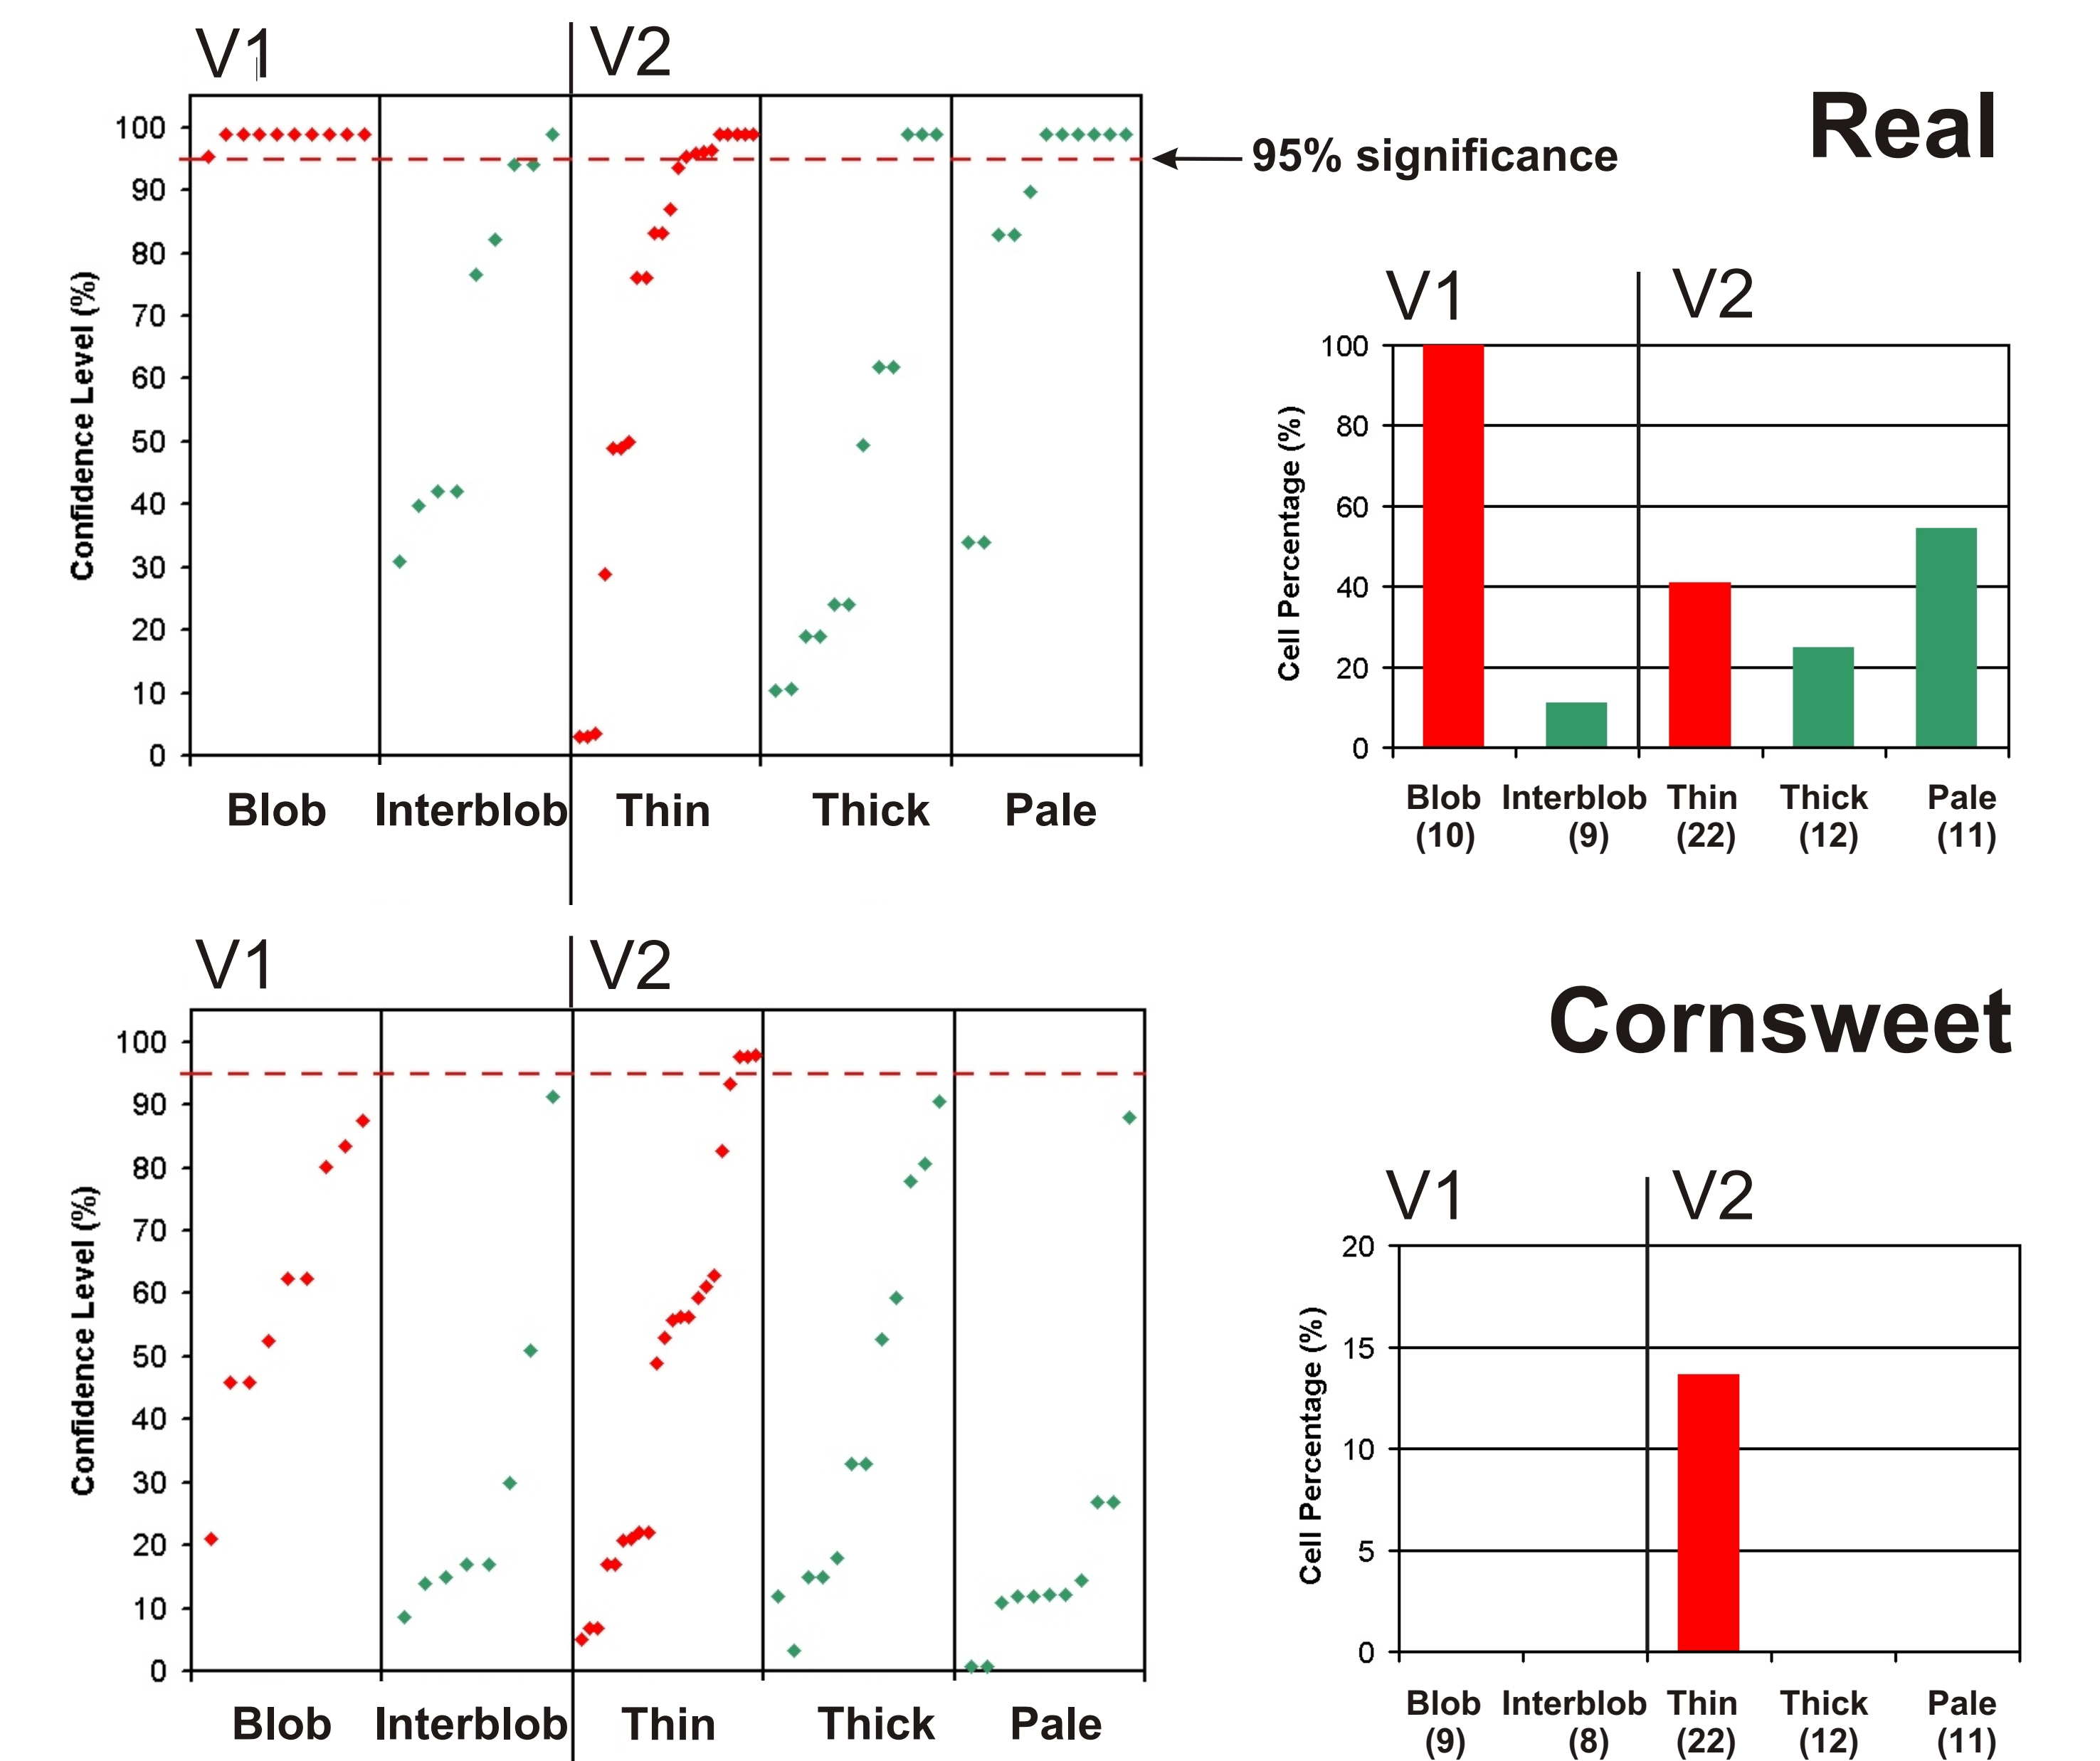 V1 V2
Real
100
90
80
70
60
50
40
30
20
10
0
Confidence Level (%)
95% significance
Blob Interblob Thin Thick Pale
V1 V2
100
80
60
40
20
0
Cell Percentage (%)
Blob Interblob Thin Thick Pale
(10) (9) (22) (12) (11)
V1 V2
Cornsweet
100
90
80
70
60
50
40
30
20
10
0
Confidence Level (%)
Blob Interblob Thin Thick Pale
V1 V2
20
15
10
5
0
Cell Percentage (%)
Blob Interblob Thin Thick Pale
(9) (8) (22) (12) (11)